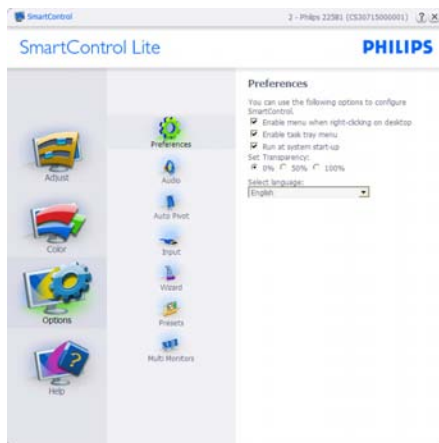 SmartControl
2 - Philips 225B1 (CS30715000001)
SmartControl Lite
PHILIPS
Adjust
Color
Options
Help
Preferences
Audio
Auto Pivot
Input
Wizard
Presets
Multi Monitors
Preferences
You can use the following options to configure
SmartControl.
Enable menu when right-clicking on desktop
Enable task tray menu
Run at system start-up
Set Transparency:
0% 50% 100%
Select language:
English